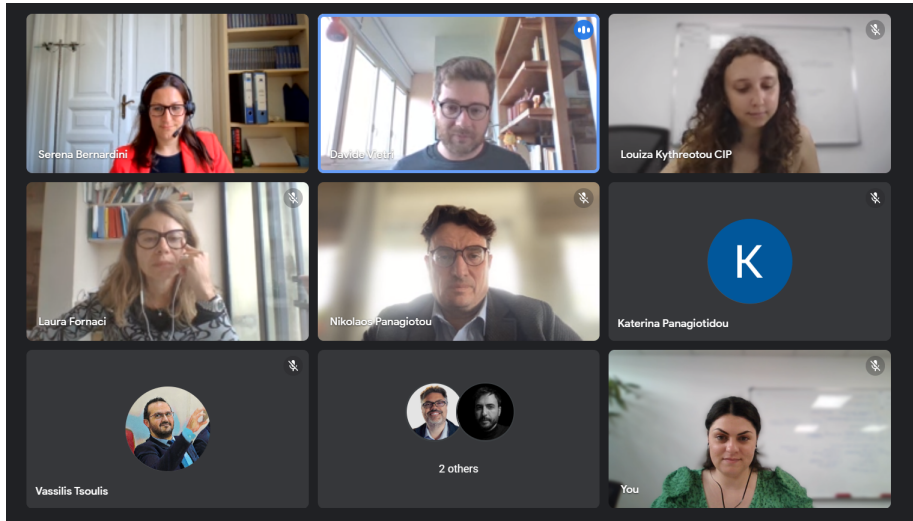 Serena Bernardini
Davide Vietri
Louiza Kythreotou CIP
Laura Fornaci
Nikolaos Panagiotou
K
Katerina Panagiotidou
Vassilis Tsoulis
2 others
You